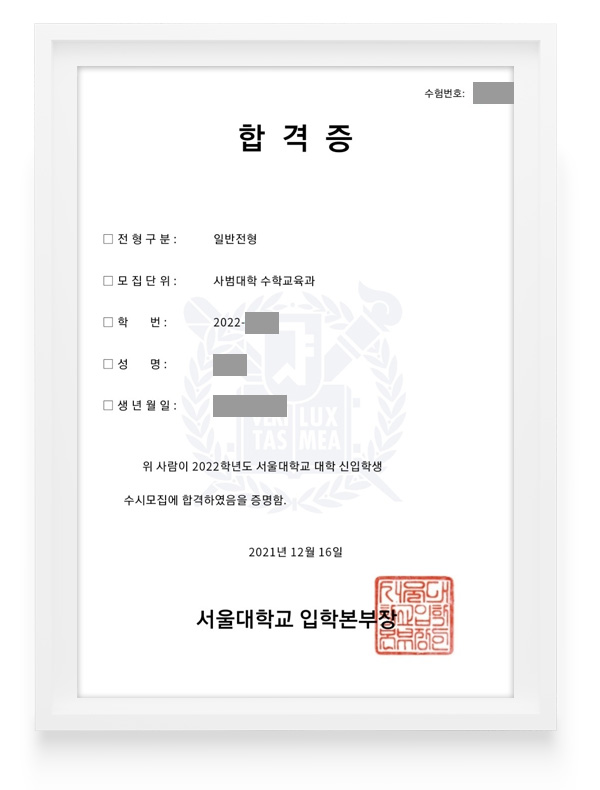 수험번호:
합 격 증
□ 전 형 구 분 : 일반전형
□ 모 집 단 위 : 사범대학 수학교육과
□ 학 번 : 2022-
□ 성 명 :
□ 생 년 월 일 :
VERI LUX
TAS MEA
위 사람이 2022학년도 서울대학교 대학 신입학생
수시모집에 합격하였음을 증명함.
2021년 12월 16일
서울대학교 입학본부장